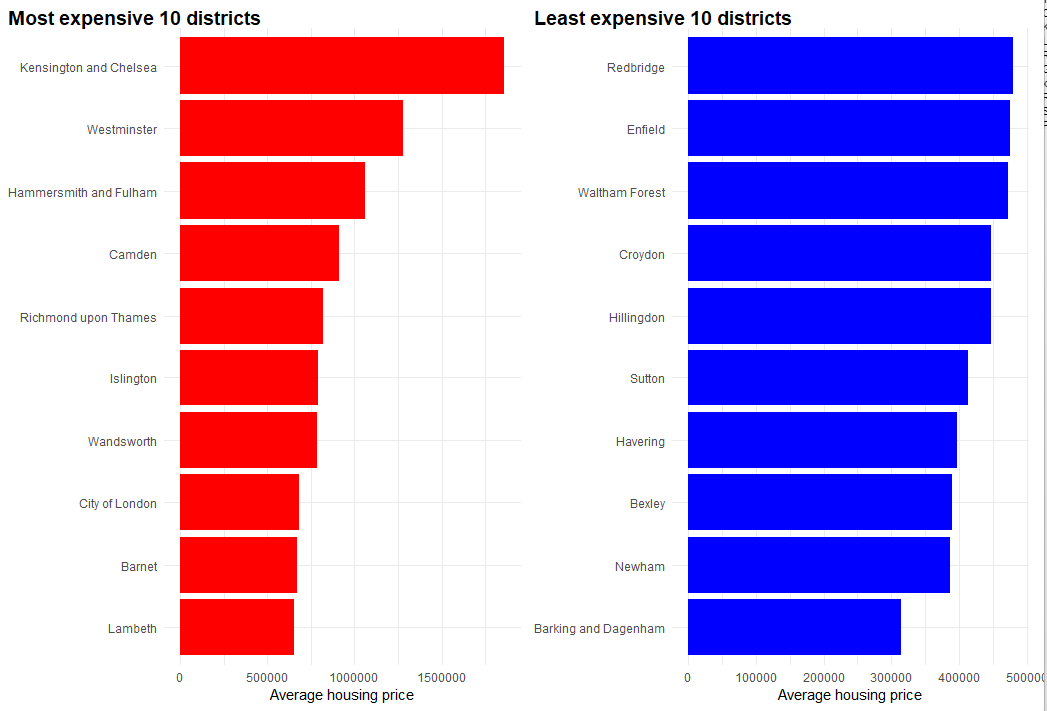 Most expensive 10 districts
Kensington and Chelsea
Westminster
Hammersmith and Fulham
Camden
Richmond upon Thames
Islington
Wandsworth
City of London
Barnet
Lambeth
0 500000 1000000 1500000
Average housing price
Least expensive 10 districts
Redbridge
Enfield
Waltham Forest
Croydon
Hillingdon
Sutton
Havering
Bexley
Newham
Barking and Dagenham
0 100000 200000 300000 400000 500000
Average housing price